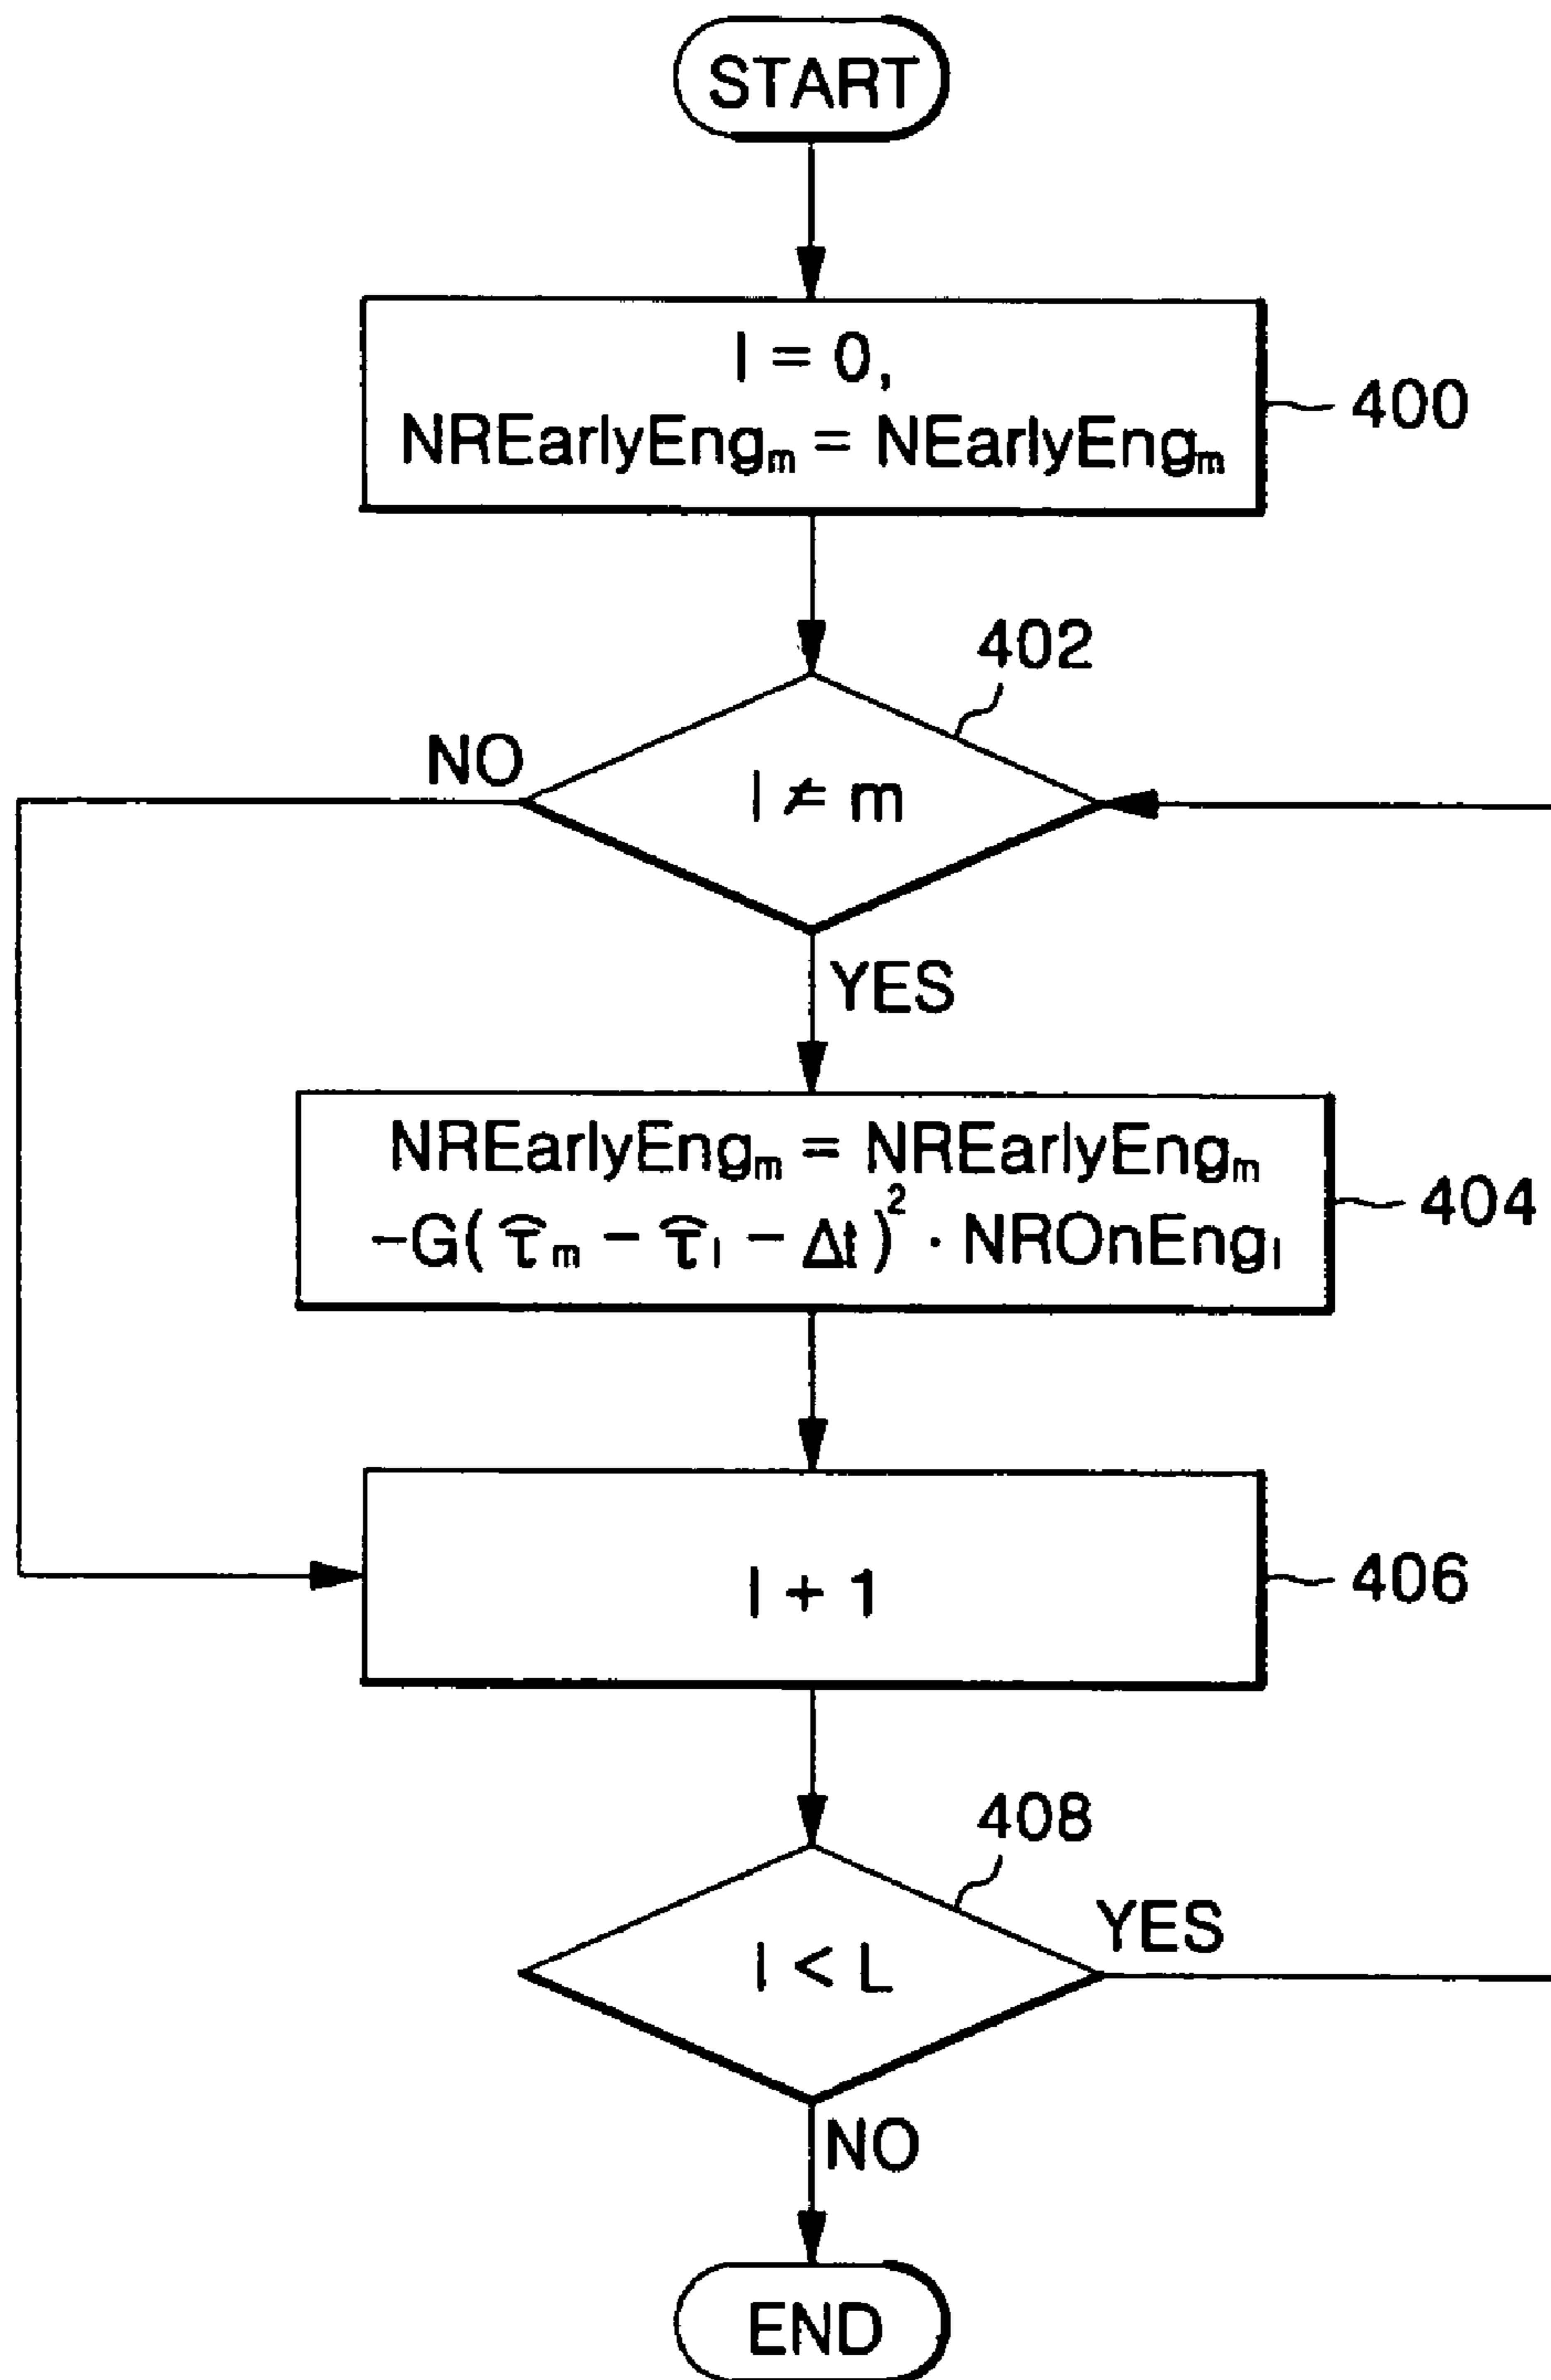 START
l = 0,
NREarlyEngₘ = NEarlyEngₘ
400
402
NO
l ≠ m
YES
NREarlyEngₘ = NREarlyEngₘ
-G( τ̂ₘ - τ̂ₗ - Δt )² · NROnEngₗ
404
l + 1
406
408
YES
l < L
NO
END